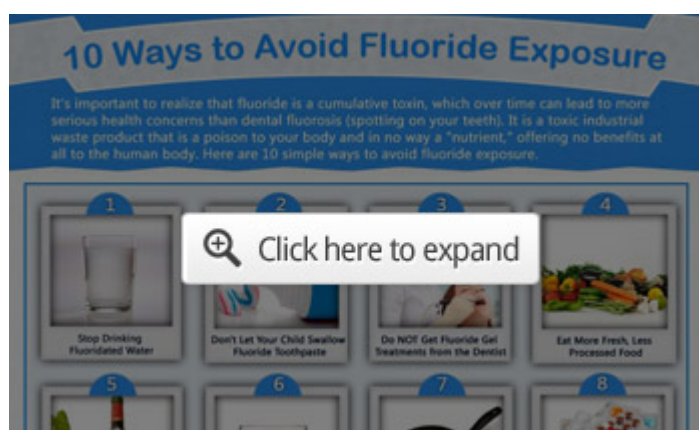 10 Ways to Avoid Fluoride Exposure
It's important to realize that fluoride is a cumulative toxin, which over time can lead to more
serious health concerns than dental fluorosis (spotting on your teeth). It is a toxic industrial
waste product that is a poison to your body and in no way a "nutrient," offering no benefits at
all to the human body. Here are 10 simple ways to avoid fluoride exposure.
1 2 3 4
Click here to expand
Stop Drinking
Fluoridated Water
Don't Let Your Child Swallow
Fluoride Toothpaste
Do NOT Get Fluoride Gel
Treatments from the Dentist
Eat More Fresh, Less
Processed Food
5 6 7 8